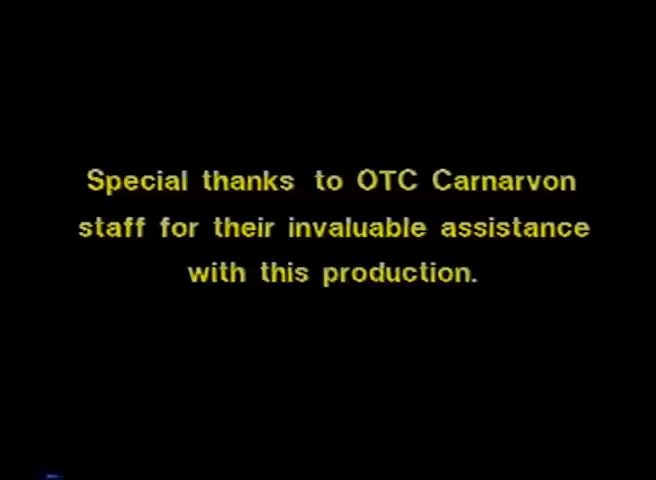 Special thanks to OTC Carnarvon
staff for their invaluable assistance
with this production.